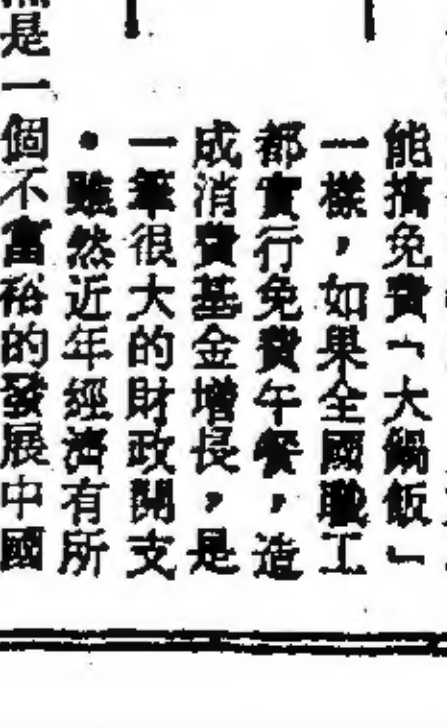 能搞免費「大鍋飯」
一樣，如果全國職工
都實行免費午餐，造
成消費基金增長，是
一筆很大的財政開支
。雖然近年經濟有所
是一個不富裕的發展中國